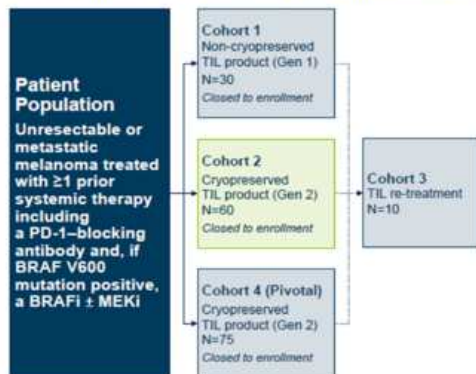 Patient
Population
Unresectable or
metastatic
melanoma treated
with ≥1 prior
systemic therapy
including
a PD-1–blocking
antibody and, if
BRAF V600
mutation positive,
a BRAFi ± MEKi
Cohort 1
Non-cryopreserved
TIL product (Gen 1)
N=30
Closed to enrollment
Cohort 2
Cryopreserved
TIL product (Gen 2)
N=60
Closed to enrollment
Cohort 4 (Pivotal)
Cryopreserved
TIL product (Gen 2)
N=75
Closed to enrollment
Cohort 3
TIL re-treatment
N=10